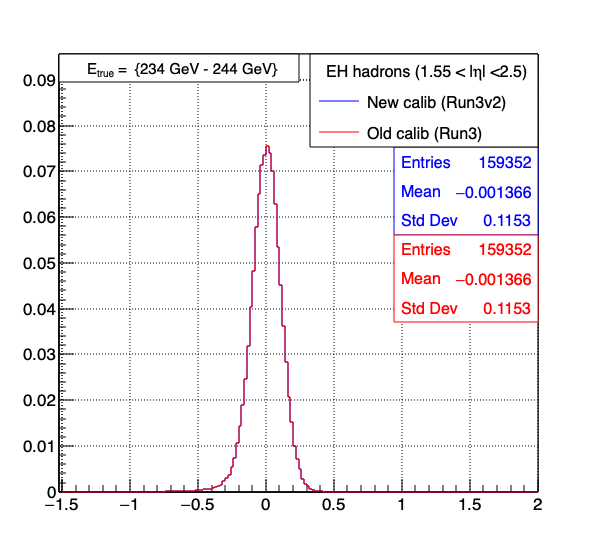 E_true = {234 GeV - 244 GeV}
EH hadrons (1.55 < |η| <2.5)
New calib (Run3v2)
Old calib (Run3)
Entries 159352
Mean −0.001366
Std Dev 0.1153
Entries 159352
Mean −0.001366
Std Dev 0.1153
0.09
0.08
0.07
0.06
0.05
0.04
0.03
0.02
0.01
0
−1.5 −1 −0.5 0 0.5 1 1.5 2